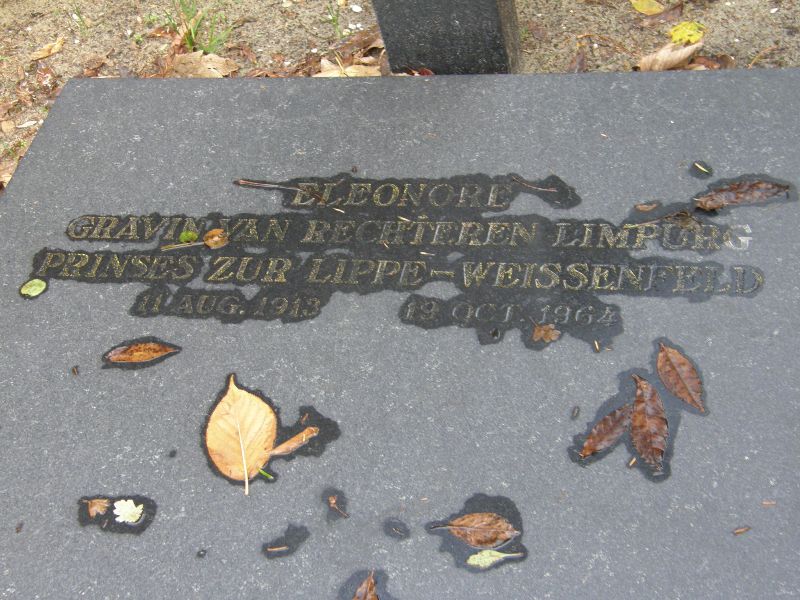 ELEONORE
GRAVIN VAN RECHTEREN LIMPURG
PRINSES ZUR LIPPE-WEISSENFELD
11 AUG. 1913 19 OCT. 1964